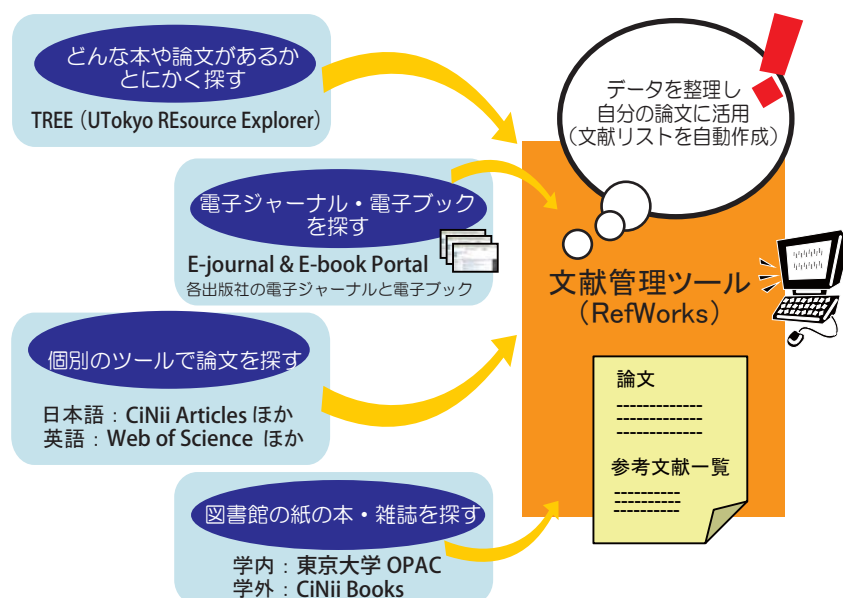 どんな本や論文があるか
とにかく探す
TREE（UTokyo REsource Explorer）
電子ジャーナル・電子ブック
を探す
E-journal & E-book Portal
各出版社の電子ジャーナルと電子ブック
個別のツールで論文を探す
日本語：CiNii Articles ほか
英語：Web of Science ほか
図書館の紙の本・雑誌を探す
学内：東京大学 OPAC
学外：CiNii Books
データを整理し
自分の論文に活用
（文献リストを自動作成）
文献管理ツール
（RefWorks）
論文
参考文献一覧